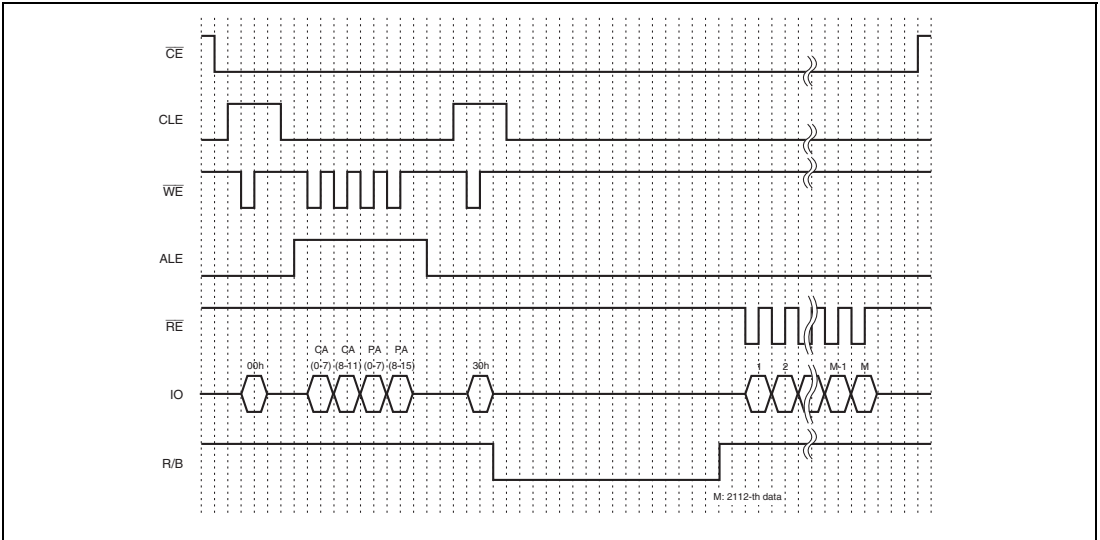 CE
CLE
WE
ALE
RE
CA CA PA PA
00h (0-7) (8-11) (0-7) (8-15) 30h 1 2 M-1 M
IO
R/B
M: 2112-th data